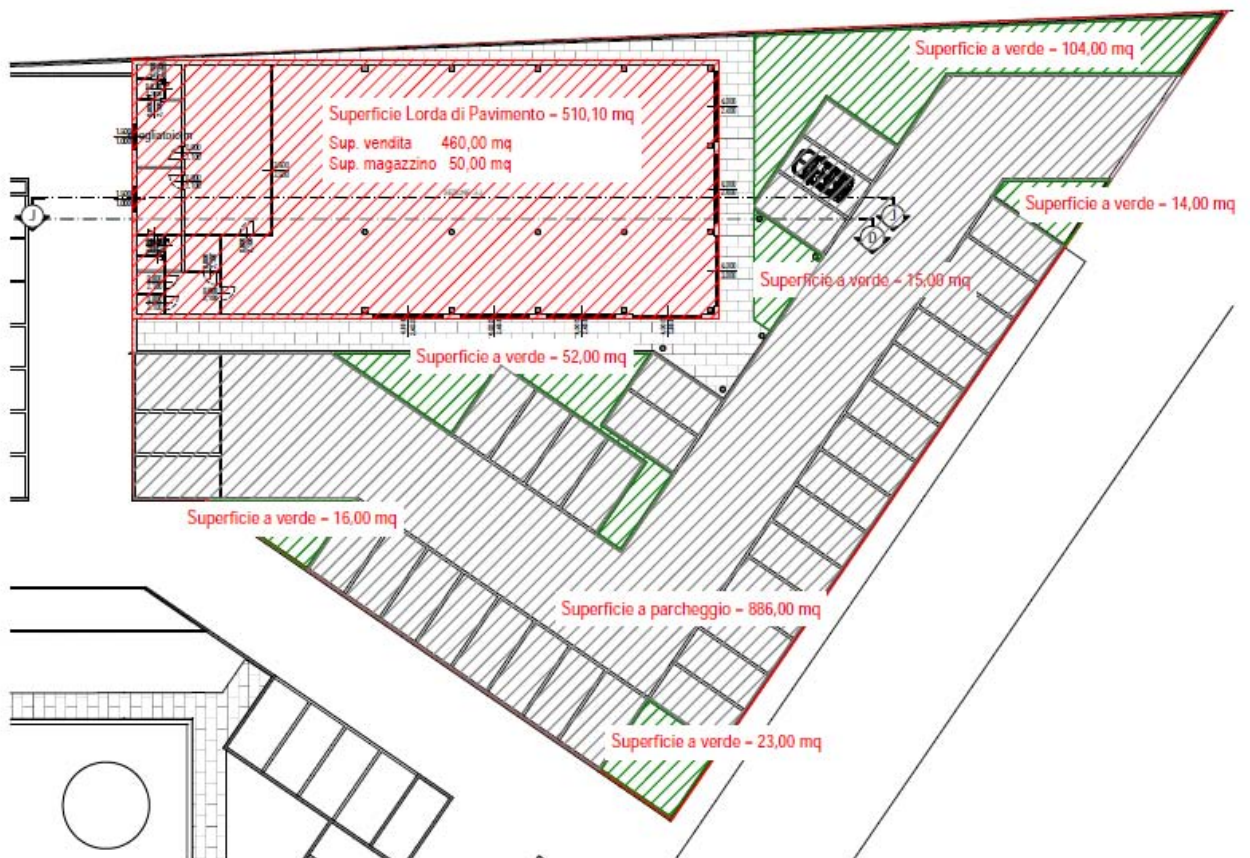 Superficie a verde = 104,00 mq
Superficie Lorda di Pavimento = 510,10 mq
Sup. vendita 460,00 mq
Sup. magazzino 50,00 mq
Superficie a verde = 14,00 mq
J
J
D
Superficie a verde = 15,00 mq
Superficie a verde = 52,00 mq
Superficie a verde = 16,00 mq
Superficie a parcheggio = 886,00 mq
Superficie a verde = 23,00 mq